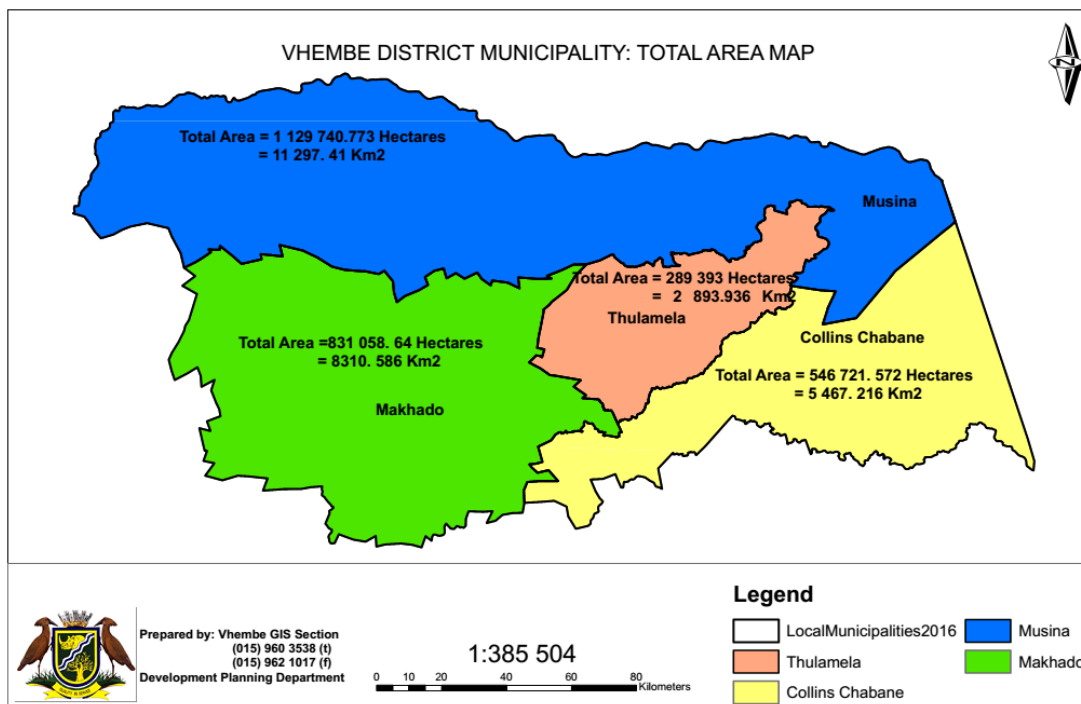 VHEMBE DISTRICT MUNICIPALITY: TOTAL AREA MAP
N
Total Area = 1 129 740.773 Hectares
= 11 297. 41 Km2
Musina
Total Area = 289 393 Hectares
= 2 893.936 Km2
Thulamela
Total Area =831 058. 64 Hectares
= 8310. 586 Km2
Makhado
Collins Chabane
Total Area = 546 721. 572 Hectares
= 5 467. 216 Km2
Prepared by: Vhembe GIS Section
(015) 960 3538 (t)
(015) 962 1017 (f)
Development Planning Department
1:385 504
0 10 20 40 60 80
Kilometers
Legend
LocalMunicipalities2016
Musina
Thulamela
Makhado
Collins Chabane